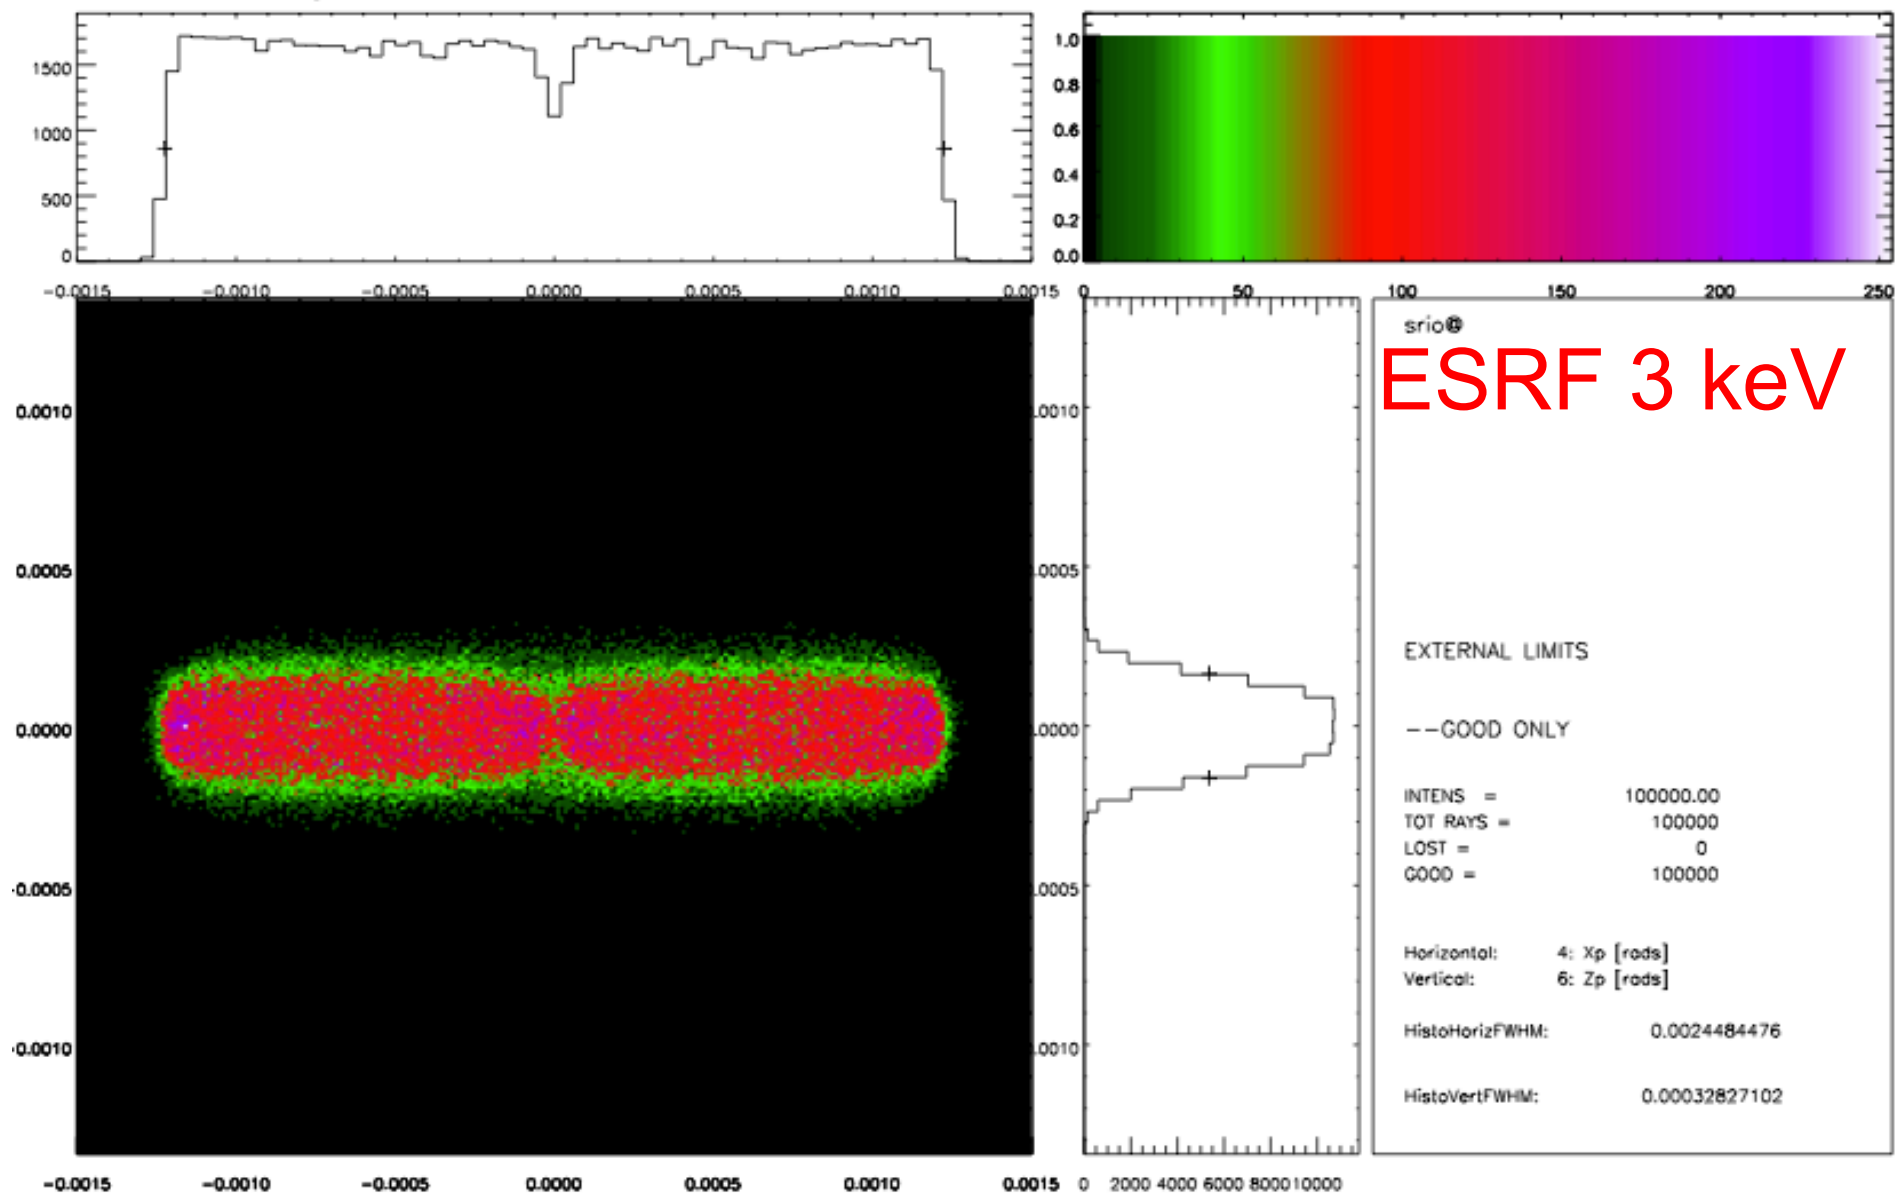 1500
1000
500
0
-0.0015 -0.0010 -0.0005 0.0000 0.0005 0.0010 0.0015
1.0
0.8
0.6
0.4
0.2
0.0
0 50 100 150 200 250
srio@
ESRF 3 keV
0.0010
0.0005
0.0000
-0.0005
-0.0010
-0.0015 -0.0010 -0.0005 0.0000 0.0005 0.0010 0.0015
.0010
.0005
.0000
.0005
.0010
0 2000 4000 6000 8000 10000
EXTERNAL LIMITS
--GOOD ONLY
INTENS = 100000.00
TOT RAYS = 100000
LOST = 0
GOOD = 100000
Horizontal: 4: Xp [rads]
Vertical: 6: Zp [rads]
HistoHorizFWHM: 0.0024484476
HistoVertFWHM: 0.00032827102